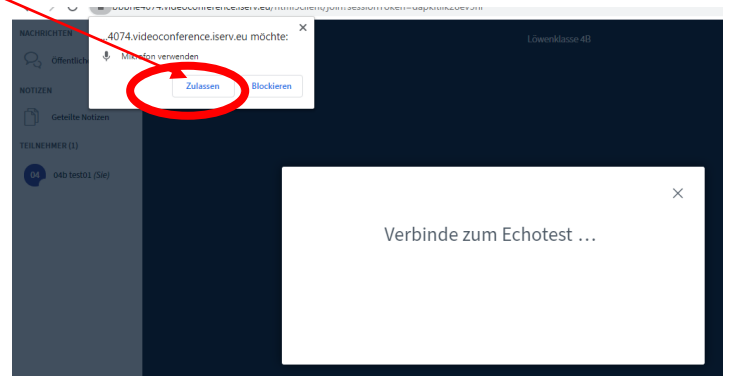 NACHRICHTEN
...4074.videoconference.iserv.eu möchte:
Löwenklasse 4B
Öffentlich
Mikrofon verwenden
Zulassen
Blockieren
NOTIZEN
Geteilte Notizen
TEILNEHMER (1)
04
04b test01 (Sie)
Verbinde zum Echotest ...